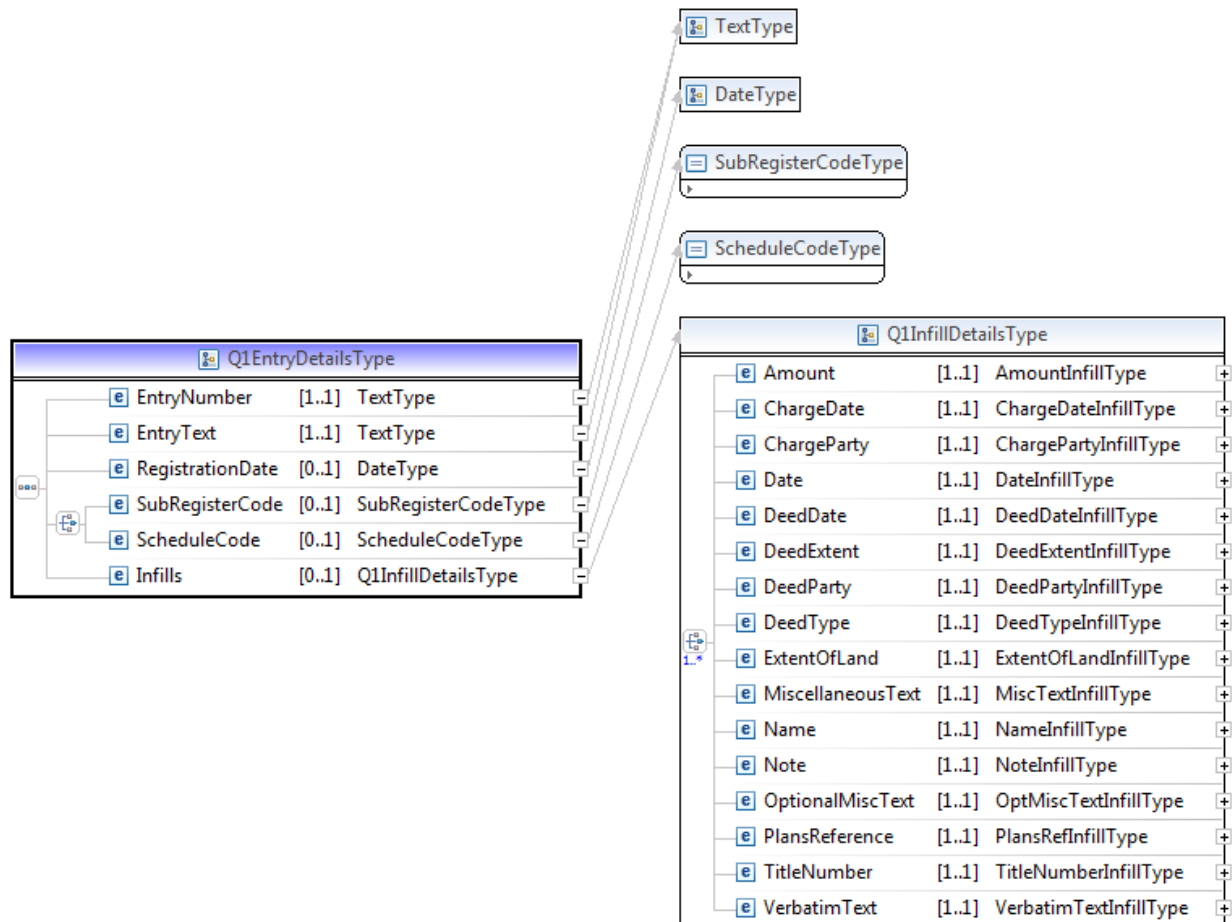 TextType
DateType
SubRegisterCodeType
ScheduleCodeType
Q1EntryDetailsType
e EntryNumber [1..1] TextType
e EntryText [1..1] TextType
e RegistrationDate [0..1] DateType
e SubRegisterCode [0..1] SubRegisterCodeType
e ScheduleCode [0..1] ScheduleCodeType
e Infills [0..1] Q1InfillDetailsType
Q1InfillDetailsType
1..*
e Amount [1..1] AmountInfillType
e ChargeDate [1..1] ChargeDateInfillType
e ChargeParty [1..1] ChargePartyInfillType
e Date [1..1] DateInfillType
e DeedDate [1..1] DeedDateInfillType
e DeedExtent [1..1] DeedExtentInfillType
e DeedParty [1..1] DeedPartyInfillType
e DeedType [1..1] DeedTypeInfillType
e ExtentOfLand [1..1] ExtentOfLandInfillType
e MiscellaneousText [1..1] MiscTextInfillType
e Name [1..1] NameInfillType
e Note [1..1] NoteInfillType
e OptionalMiscText [1..1] OptMiscTextInfillType
e PlansReference [1..1] PlansRefInfillType
e TitleNumber [1..1] TitleNumberInfillType
e VerbatimText [1..1] VerbatimTextInfillType